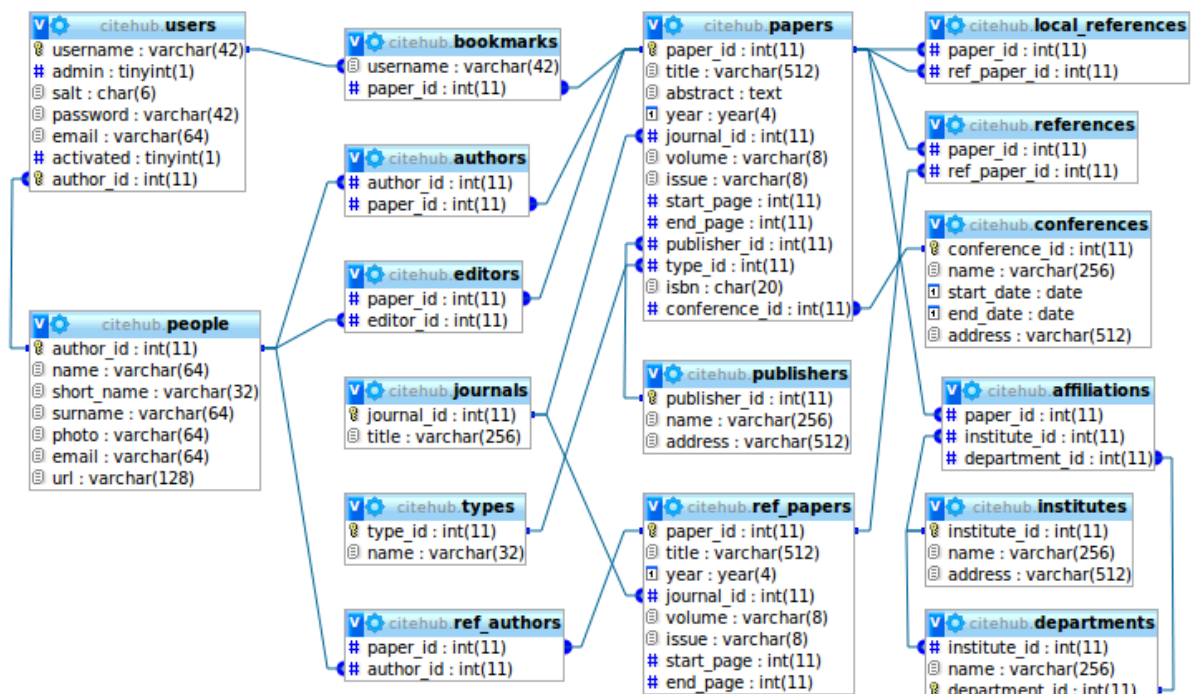 citehub.users
username : varchar(42)
admin : tinyint(1)
salt : char(6)
password : varchar(42)
email : varchar(64)
activated : tinyint(1)
author_id : int(11)
citehub.people
author_id : int(11)
name : varchar(64)
short_name : varchar(32)
surname : varchar(64)
photo : varchar(64)
email : varchar(64)
url : varchar(128)
citehub.bookmarks
username : varchar(42)
paper_id : int(11)
citehub.authors
author_id : int(11)
paper_id : int(11)
citehub.editors
paper_id : int(11)
editor_id : int(11)
citehub.journals
journal_id : int(11)
title : varchar(256)
citehub.types
type_id : int(11)
name : varchar(32)
citehub.ref_authors
paper_id : int(11)
author_id : int(11)
citehub.papers
paper_id : int(11)
title : varchar(512)
abstract : text
year : year(4)
journal_id : int(11)
volume : varchar(8)
issue : varchar(8)
start_page : int(11)
end_page : int(11)
publisher_id : int(11)
type_id : int(11)
isbn : char(20)
conference_id : int(11)
citehub.publishers
publisher_id : int(11)
name : varchar(256)
address : varchar(512)
citehub.ref_papers
paper_id : int(11)
title : varchar(512)
year : year(4)
journal_id : int(11)
volume : varchar(8)
issue : varchar(8)
start_page : int(11)
end_page : int(11)
citehub.local_references
paper_id : int(11)
ref_paper_id : int(11)
citehub.references
paper_id : int(11)
ref_paper_id : int(11)
citehub.conferences
conference_id : int(11)
name : varchar(256)
start_date : date
end_date : date
address : varchar(512)
citehub.affiliations
paper_id : int(11)
institute_id : int(11)
department_id : int(11)
citehub.institutes
institute_id : int(11)
name : varchar(256)
address : varchar(512)
citehub.departments
institute_id : int(11)
name : varchar(256)
department_id : int(11)